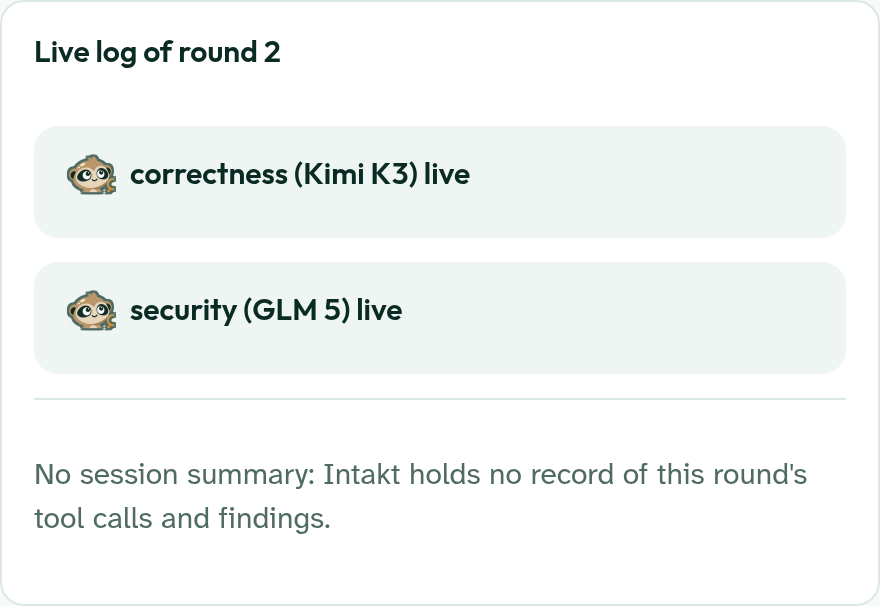 Live log of round 2
correctness (Kimi K3) live
security (GLM 5) live
No session summary: Intakt holds no record of this round's
tool calls and findings.